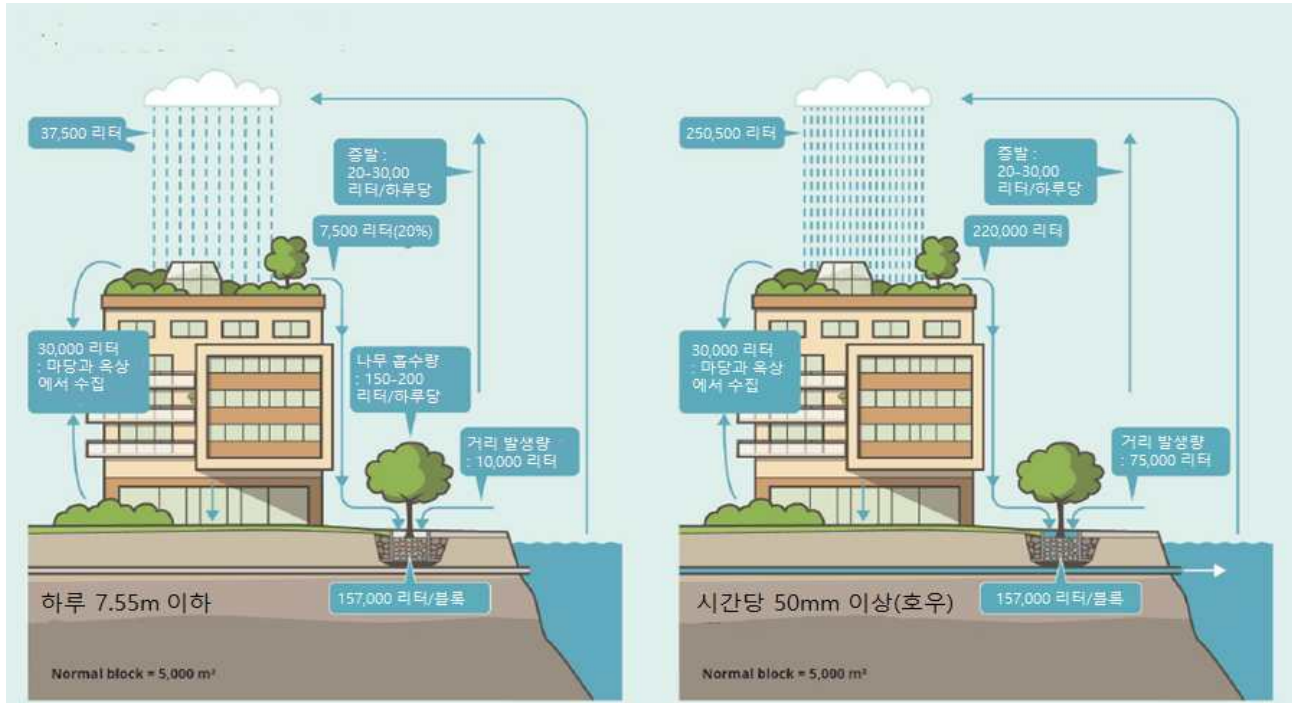 37,500 리터
증발 :
20-30,00
리터/하루당
7,500 리터(20%)
30,000 리터
: 마당과 옥상
에서 수집
나무 흡수량
: 150-200
리터/하루당
거리 발생량
: 10,000 리터
157,000 리터/블록
하루 7.55m 이하
Normal block = 5,000 m²
250,500 리터
증발 :
20-30,00
리터/하루당
220,000 리터
30,000 리터
: 마당과 옥상
에서 수집
거리 발생량
: 75,000 리터
157,000 리터/블록
시간당 50mm 이상(호우)
Normal block = 5,000 m²